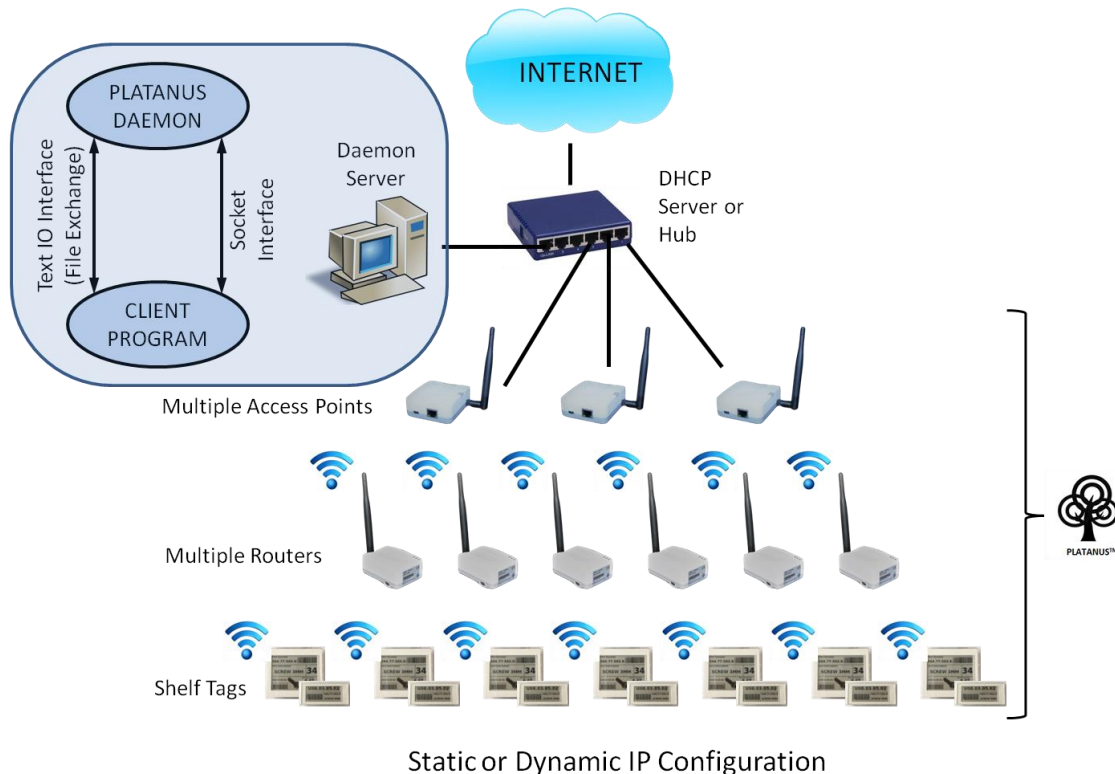 PLATANUS
DAEMON
Text IO Interface
(File Exchange)
Socket
Interface
CLIENT
PROGRAM
Daemon
Server
INTERNET
DHCP
Server or
Hub
Multiple Access Points
Multiple Routers
Shelf Tags
PLATANUS™
Static or Dynamic IP Configuration